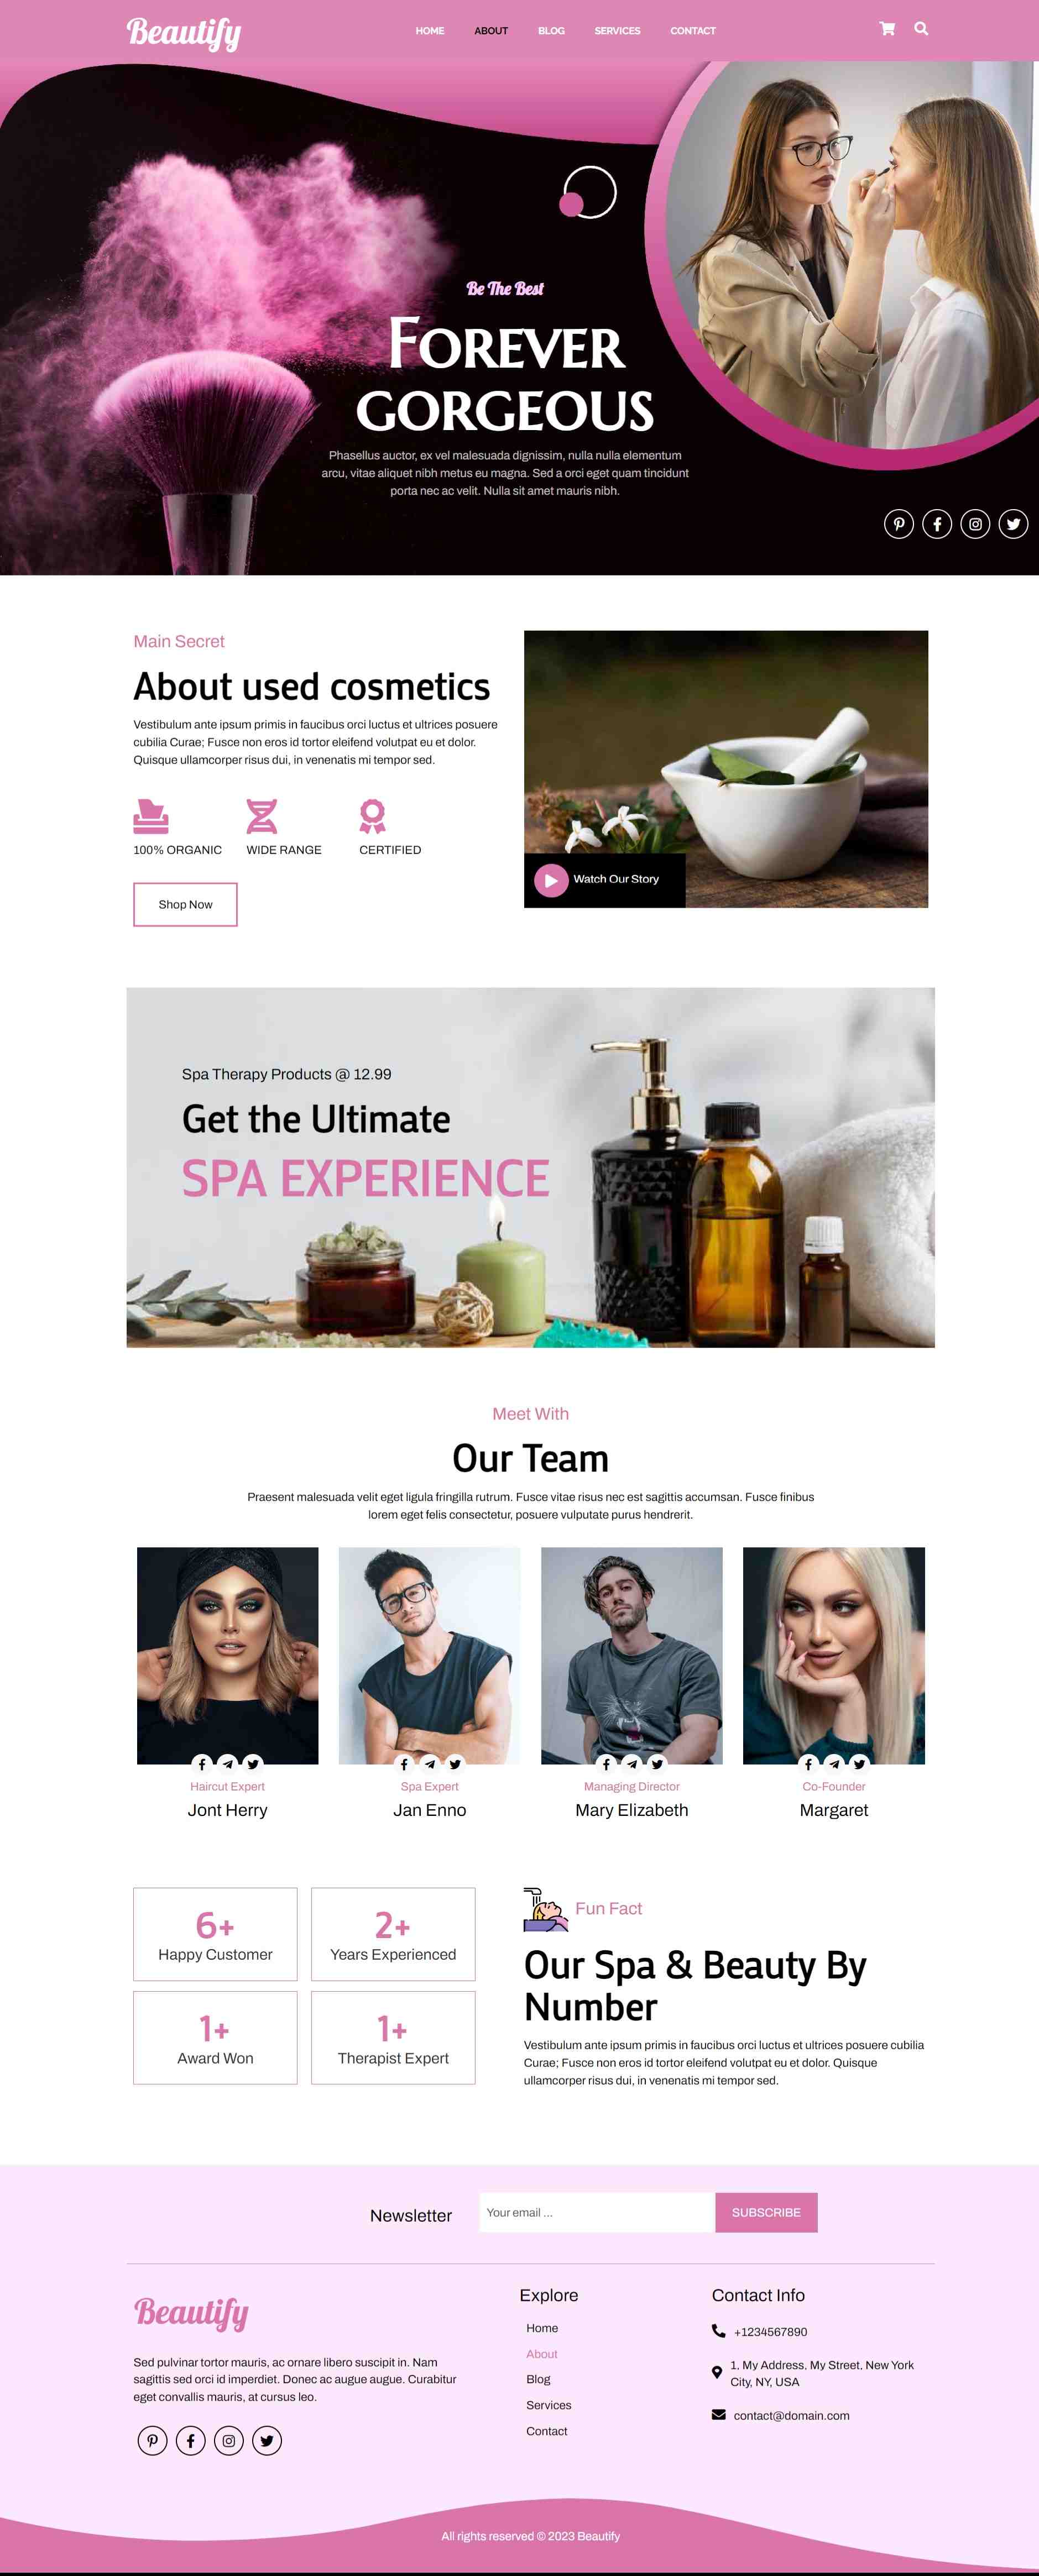 Beautify
HOME
ABOUT
BLOG
SERVICES
CONTACT
Be The Best
FOREVER
GORGEOUS
Phasellus auctor, ex vel malesuada dignissim, nulla nulla elementum
arcu, vitae aliquet nibh metus eu magna. Sed a orci eget quam tincidunt
porta nec ac velit. Nulla sit amet mauris nibh.
Main Secret
About used cosmetics
Vestibulum ante ipsum primis in faucibus orci luctus et ultrices posuere
cubilia Curae; Fusce non eros id tortor eleifend volutpat eu et dolor.
Quisque ullamcorper risus dui, in venenatis mi tempor sed.
100% ORGANIC
WIDE RANGE
CERTIFIED
Shop Now
Watch Our Story
Spa Therapy Products @ 12.99
Get the Ultimate
SPA EXPERIENCE
Meet With
Our Team
Praesent malesuada velit eget ligula fringilla rutrum. Fusce vitae risus nec est sagittis accumsan. Fusce finibus
lorem eget felis consectetur, posuere vulputate purus hendrerit.
Haircut Expert
Jont Herry
Spa Expert
Jan Enno
Managing Director
Mary Elizabeth
Co-Founder
Margaret
6+
Happy Customer
2+
Years Experienced
1+
Award Won
1+
Therapist Expert
Fun Fact
Our Spa & Beauty By
Number
Vestibulum ante ipsum primis in faucibus orci luctus et ultrices posuere cubilia
Curae; Fusce non eros id tortor eleifend volutpat eu et dolor. Quisque
ullamcorper risus dui, in venenatis mi tempor sed.
Newsletter
Your email ...
SUBSCRIBE
Beautify
Sed pulvinar tortor mauris, ac ornare libero suscipit in. Nam
sagittis sed orci id imperdiet. Donec ac augue augue. Curabitur
eget convallis mauris, at cursus leo.
Explore
Home
About
Blog
Services
Contact
Contact Info
+1234567890
1, My Address, My Street, New York
City, NY, USA
contact@domain.com
All rights reserved © 2023 Beautify